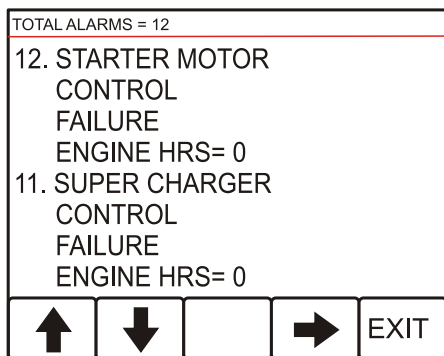 TOTAL ALARMS = 12
12. STARTER MOTOR
CONTROL
FAILURE
ENGINE HRS= 0
11. SUPER CHARGER
CONTROL
FAILURE
ENGINE HRS= 0
EXIT